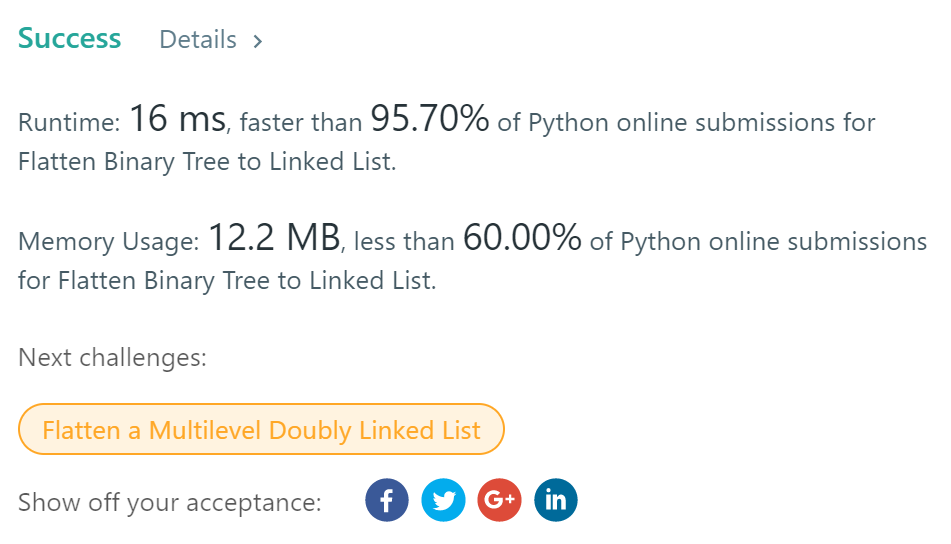 Success Details >
Runtime: 16 ms, faster than 95.70% of Python online submissions for
Flatten Binary Tree to Linked List.
Memory Usage: 12.2 MB, less than 60.00% of Python online submissions
for Flatten Binary Tree to Linked List.
Next challenges:
Flatten a Multilevel Doubly Linked List
Show off your acceptance: f G+ in